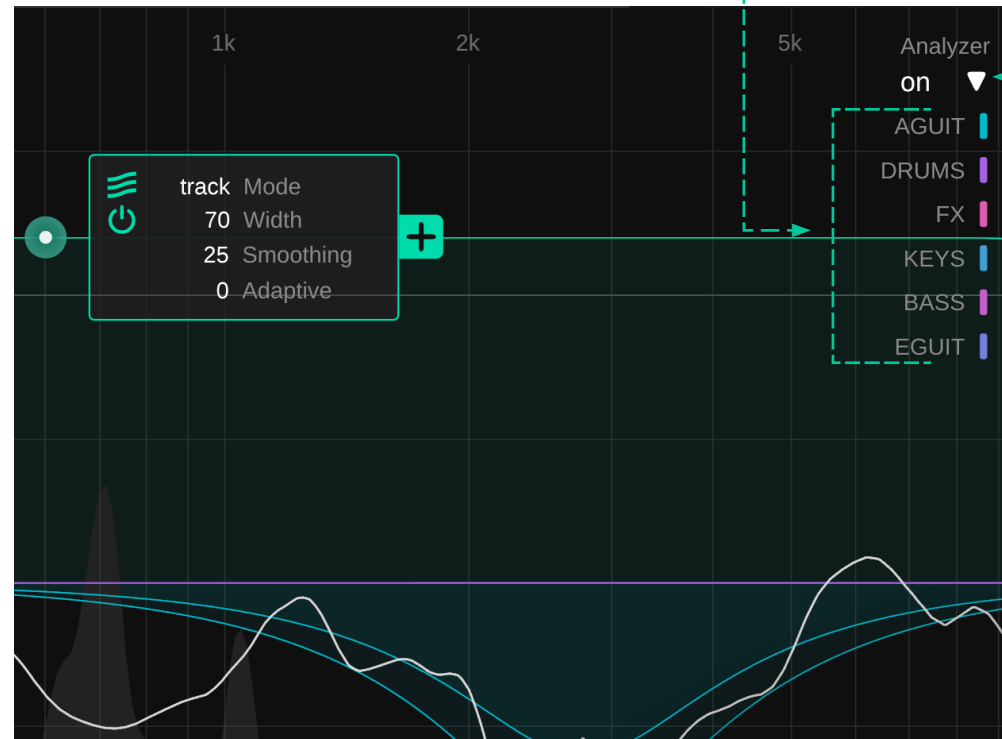 1k 2k 5k
Analyzer
on
AGUIT
DRUMS
FX
KEYS
BASS
EGUIT
track Mode
70 Width
25 Smoothing
0 Adaptive